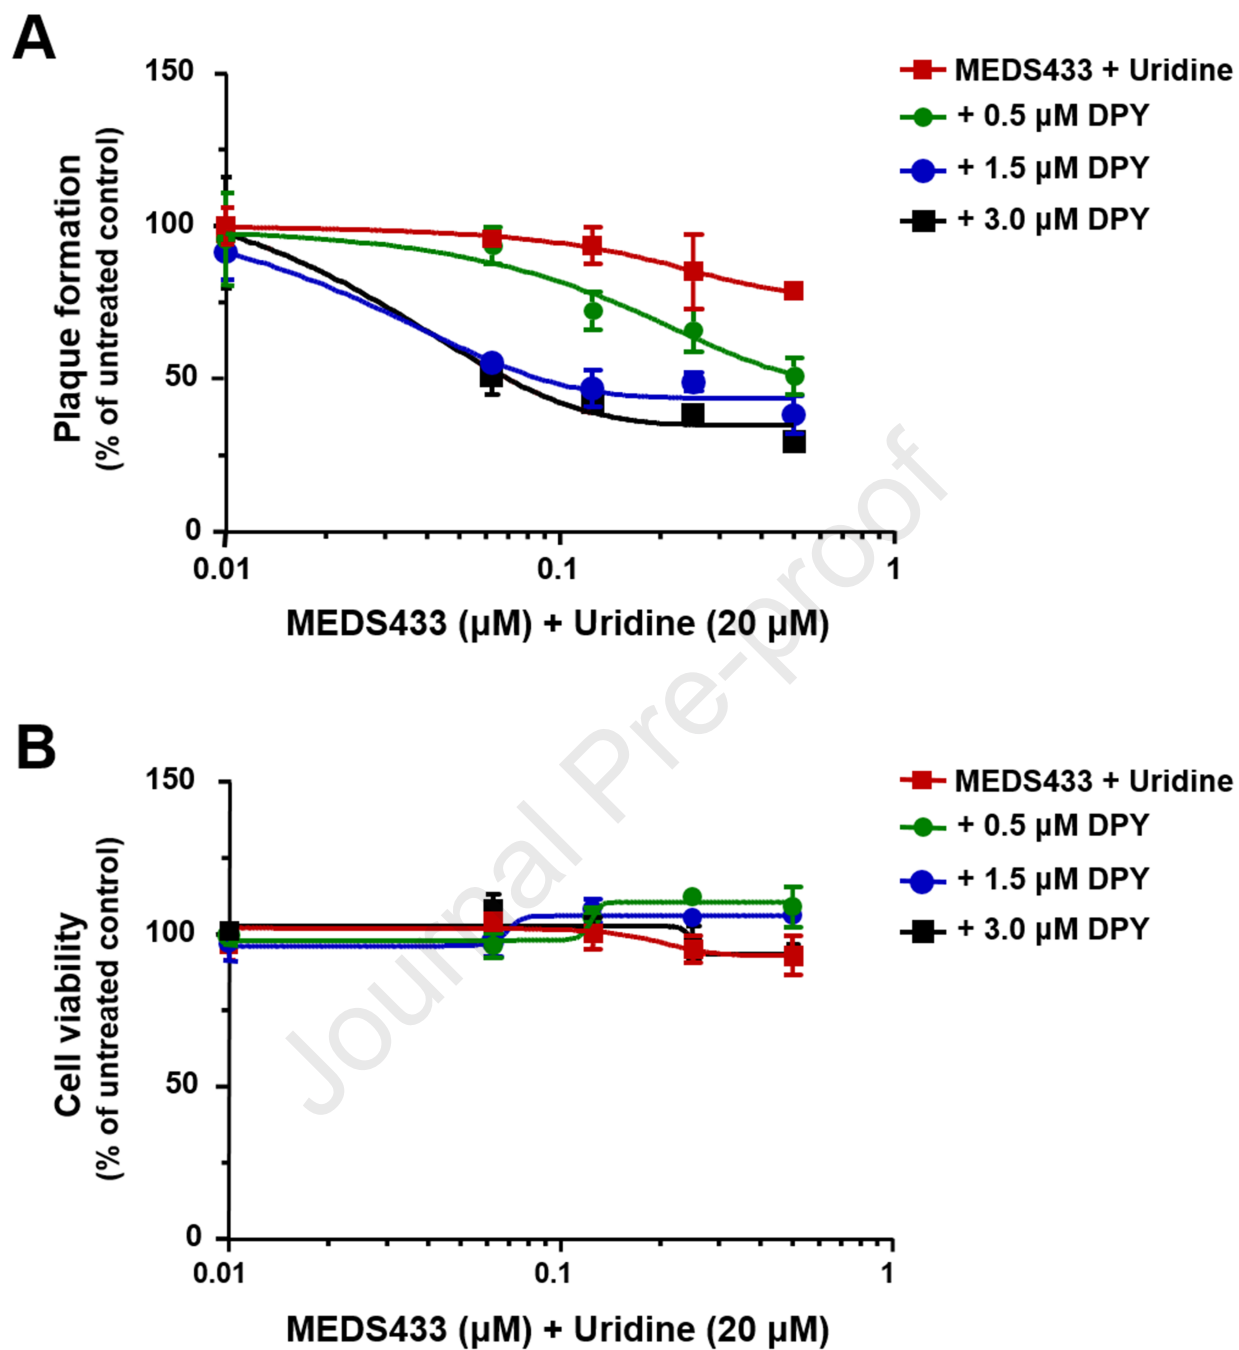 A
150
100
50
0
Plaque formation
(% of untreated control)
0.01
0.1
1
MEDS433 (µM) + Uridine (20 µM)
MEDS433 + Uridine
+ 0.5 µM DPY
+ 1.5 µM DPY
+ 3.0 µM DPY
Journal Pre-proof
B
150
100
50
0
Cell viability
(% of untreated control)
0.01
0.1
1
MEDS433 (µM) + Uridine (20 µM)
MEDS433 + Uridine
+ 0.5 µM DPY
+ 1.5 µM DPY
+ 3.0 µM DPY